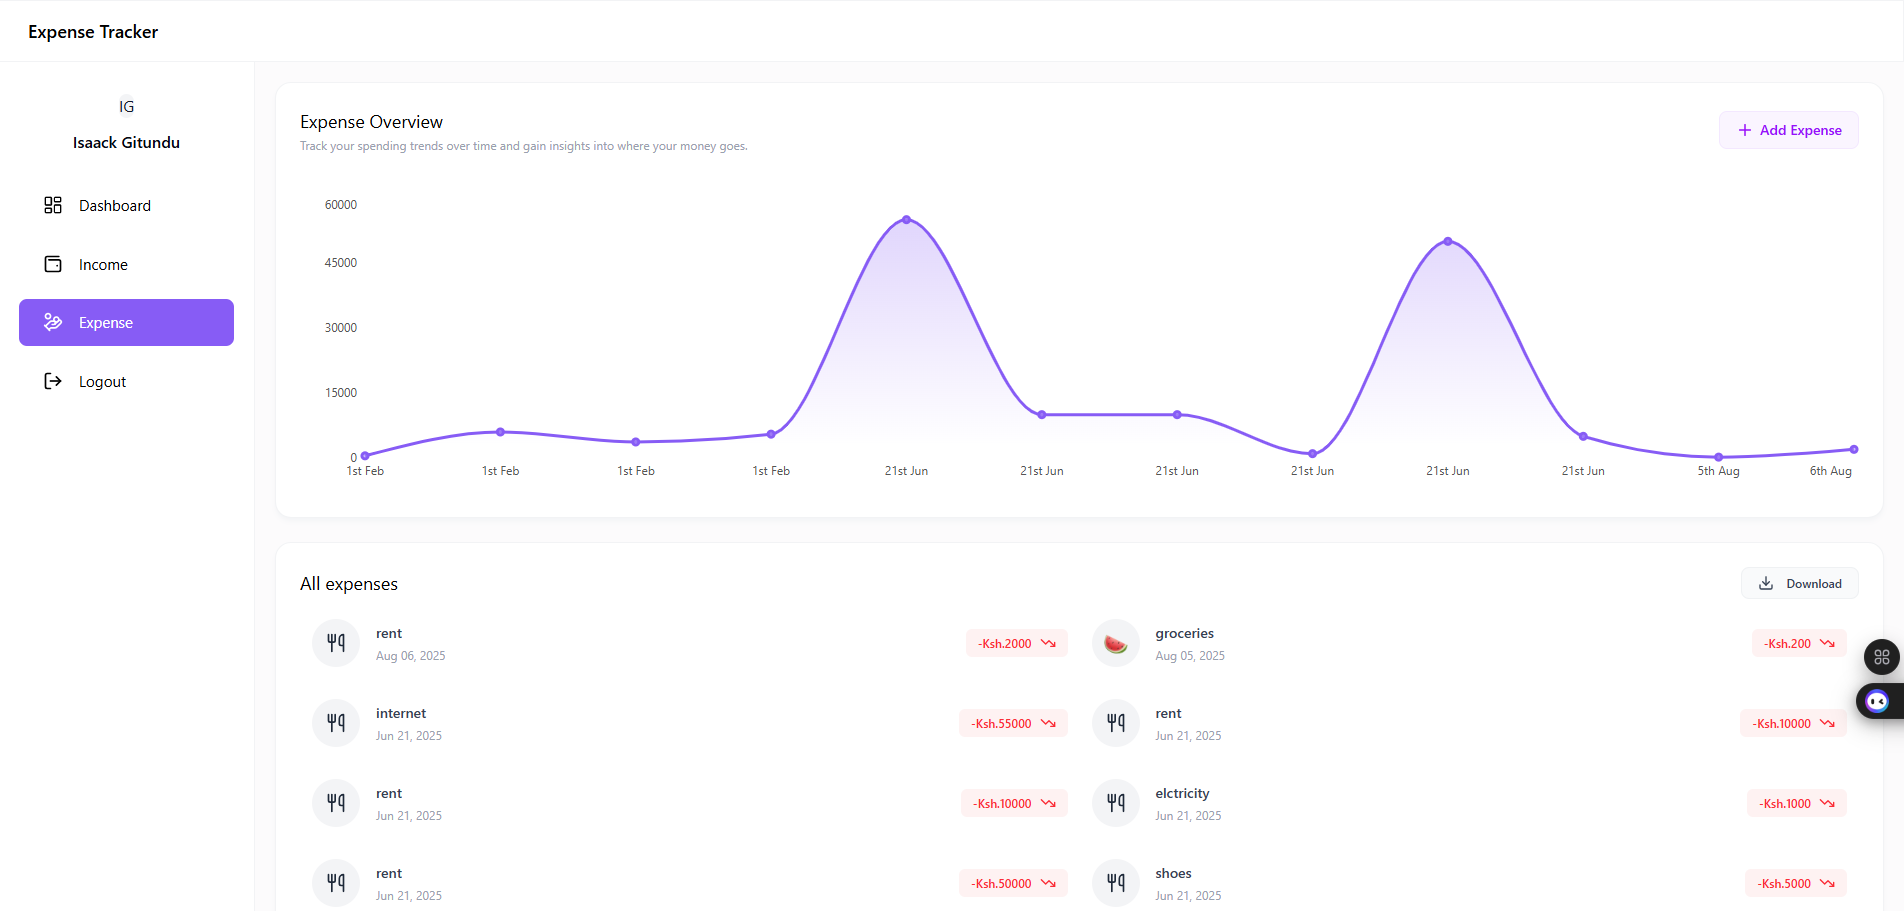 Expense Tracker
IG
Isaack Gitundu
Dashboard
Income
Expense
Logout
Expense Overview
Track your spending trends over time and gain insights into where your money goes.
+ Add Expense
60000
45000
30000
15000
0
1st Feb 1st Feb 1st Feb 1st Feb 21st Jun 21st Jun 21st Jun 21st Jun 21st Jun 21st Jun 5th Aug 6th Aug
All expenses
Download
rent
Aug 06, 2025
-Ksh.2000
groceries
Aug 05, 2025
-Ksh.200
internet
Jun 21, 2025
-Ksh.55000
rent
Jun 21, 2025
-Ksh.10000
rent
Jun 21, 2025
-Ksh.10000
elctricity
Jun 21, 2025
-Ksh.1000
rent
Jun 21, 2025
-Ksh.50000
shoes
Jun 21, 2025
-Ksh.5000